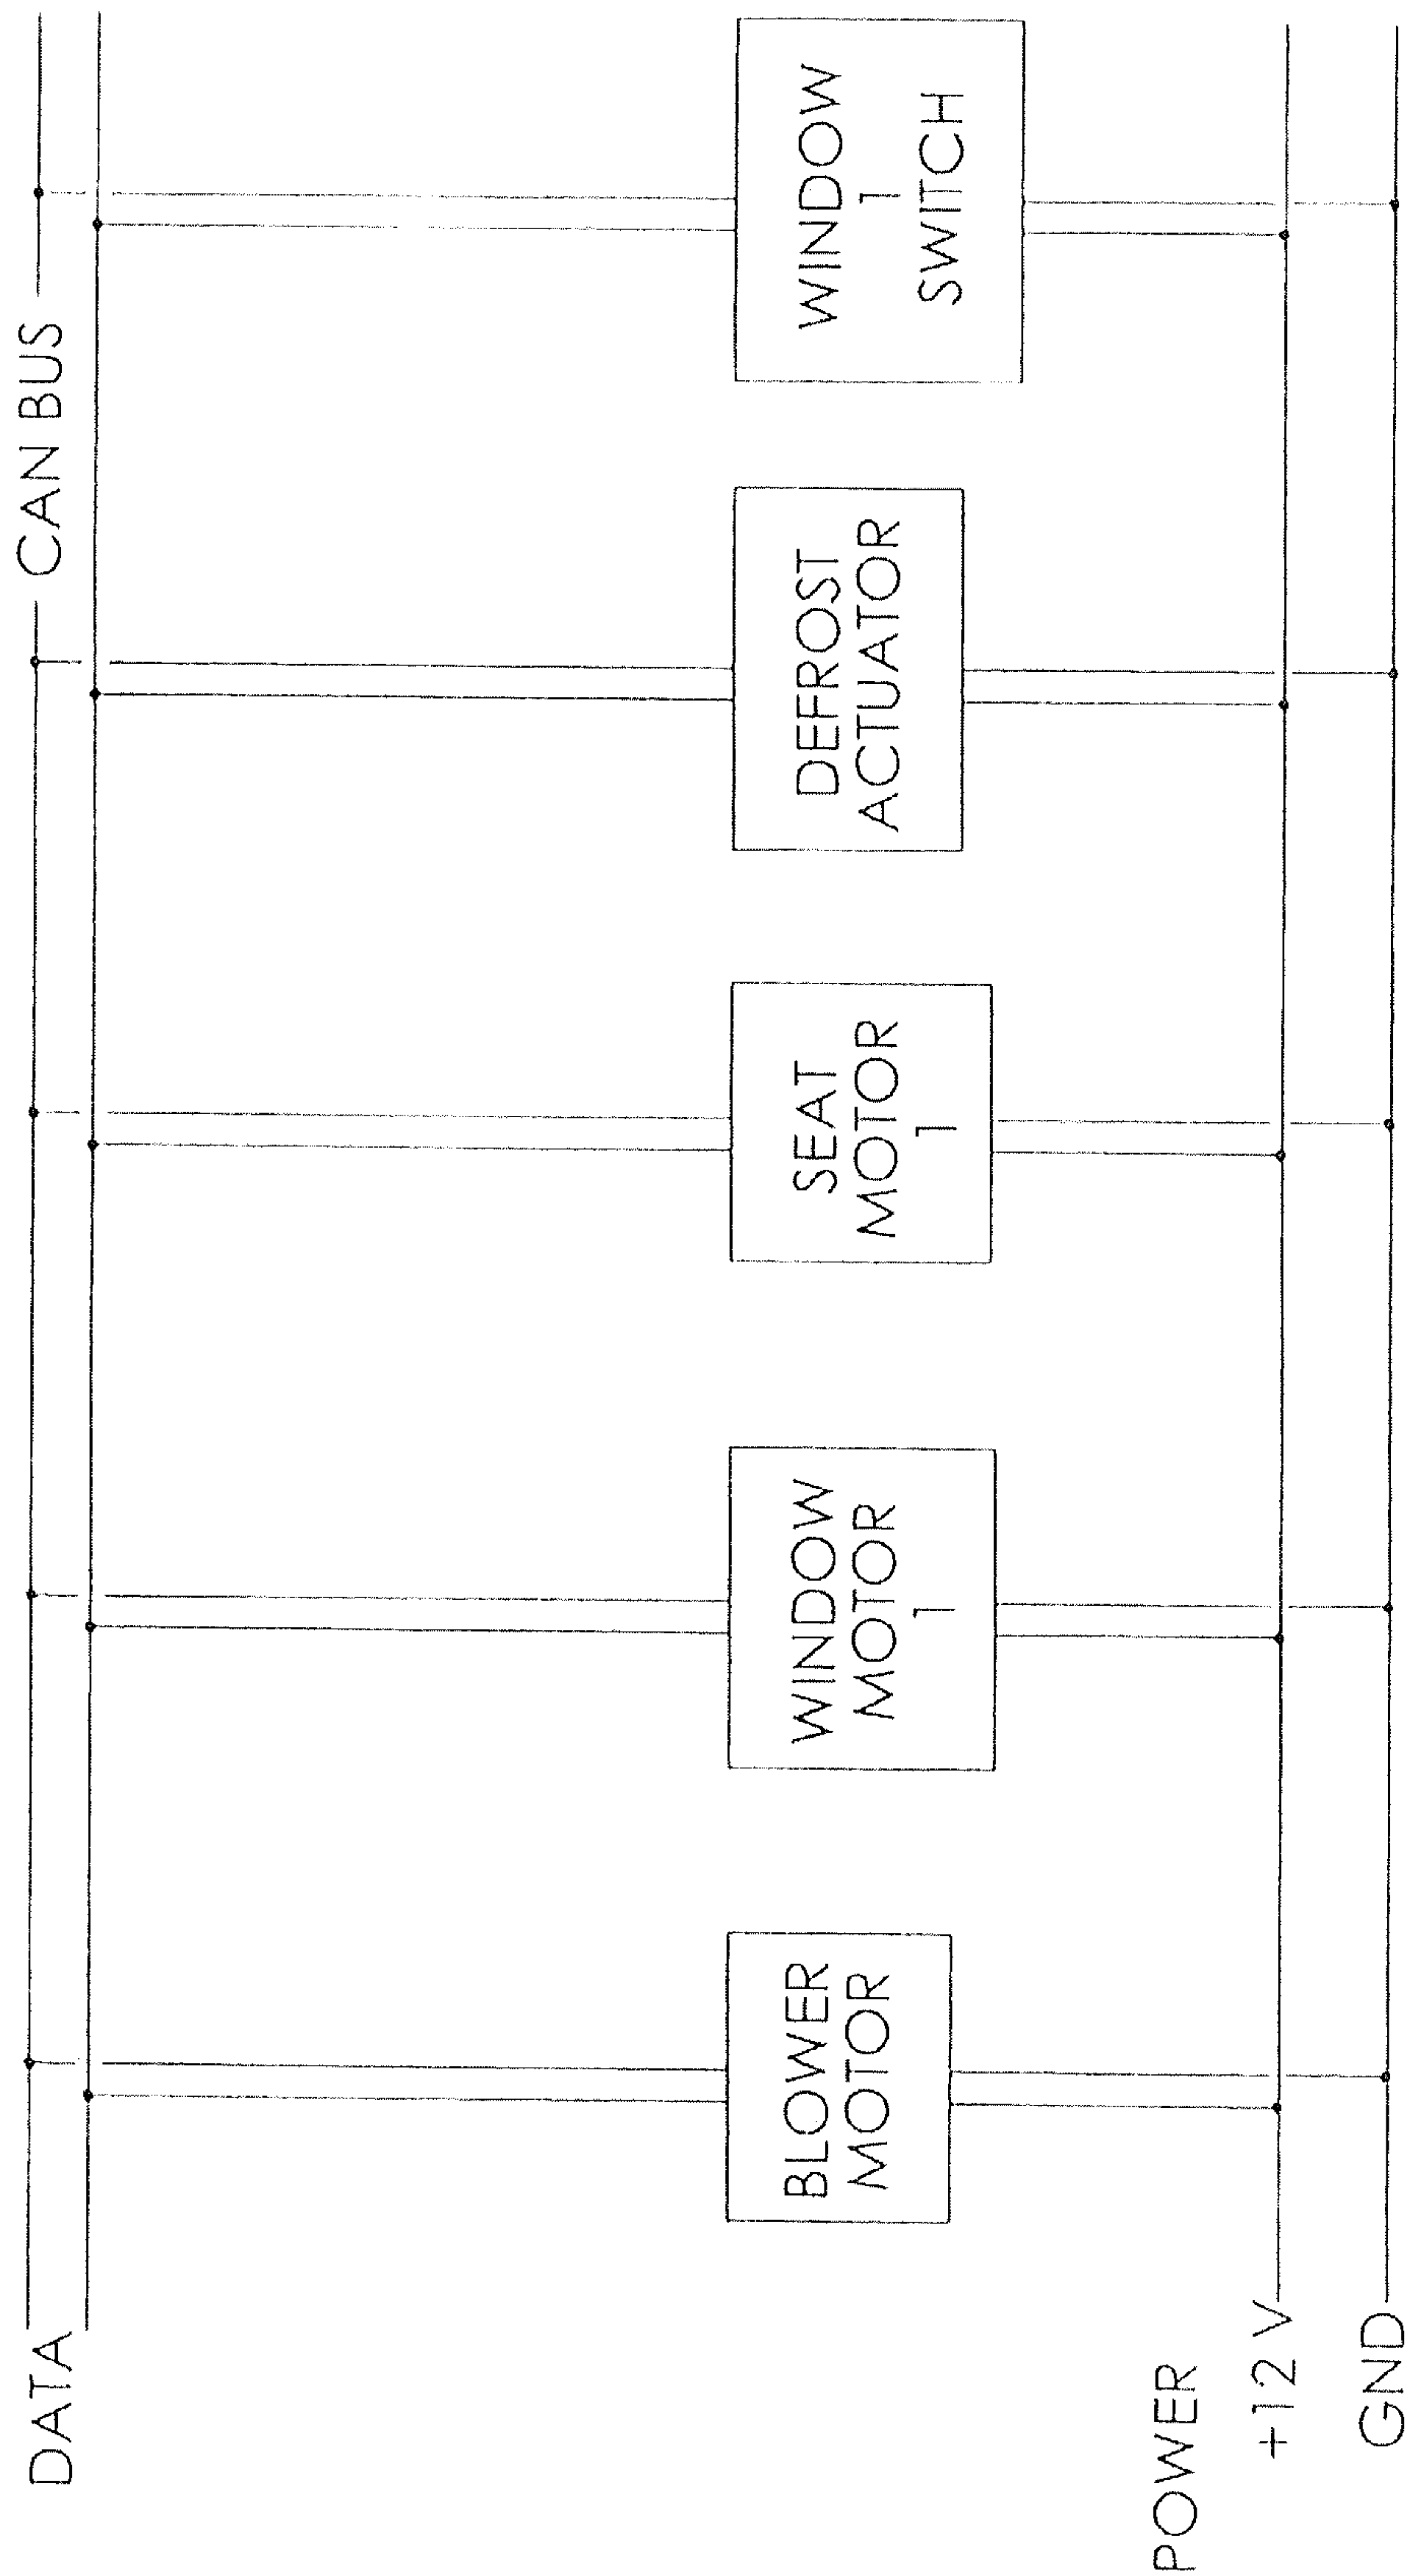 DATA
CAN BUS
BLOWER
MOTOR
WINDOW
MOTOR
1
SEAT
MOTOR
1
DEFROST
ACTUATOR
WINDOW
1
SWITCH
POWER
+12 V
GND